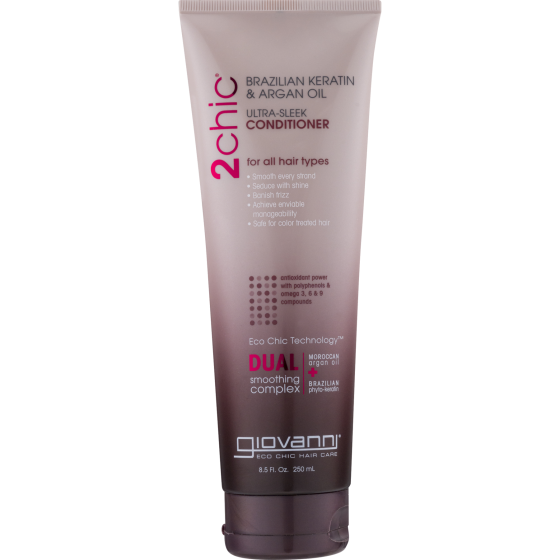 2chic®
BRAZILIAN KERATIN
& ARGAN OIL
ULTRA-SLEEK
CONDITIONER
for all hair types
• Smooth every strand
• Seduce with shine
• Banish frizz
• Achieve enviable
manageability
• Safe for color treated hair
antioxidant power
with polyphenols &
omega 3, 6 & 9
compounds
Eco Chic Technology™
DUAL
smoothing
complex
MOROCCAN
argan oil
+
BRAZILIAN
phyto-keratin
giovanni®
ECO CHIC HAIR CARE
8.5 Fl. Oz. 250 mL